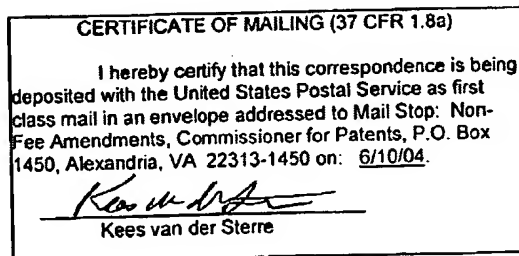 CERTIFICATE OF MAILING (37 CFR 1.8a)
I hereby certify that this correspondence is being
deposited with the United States Postal Service as first
class mail in an envelope addressed to Mail Stop: Non-
Fee Amendments, Commissioner for Patents, P.O. Box
1450, Alexandria, VA 22313-1450 on: 6/10/04.
Kees van der Sterre